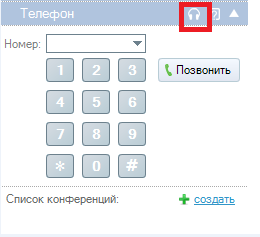 Телефон
Номер:
1 2 3 Позвонить
4 5 6
7 8 9
* 0 #
Список конференций: создать